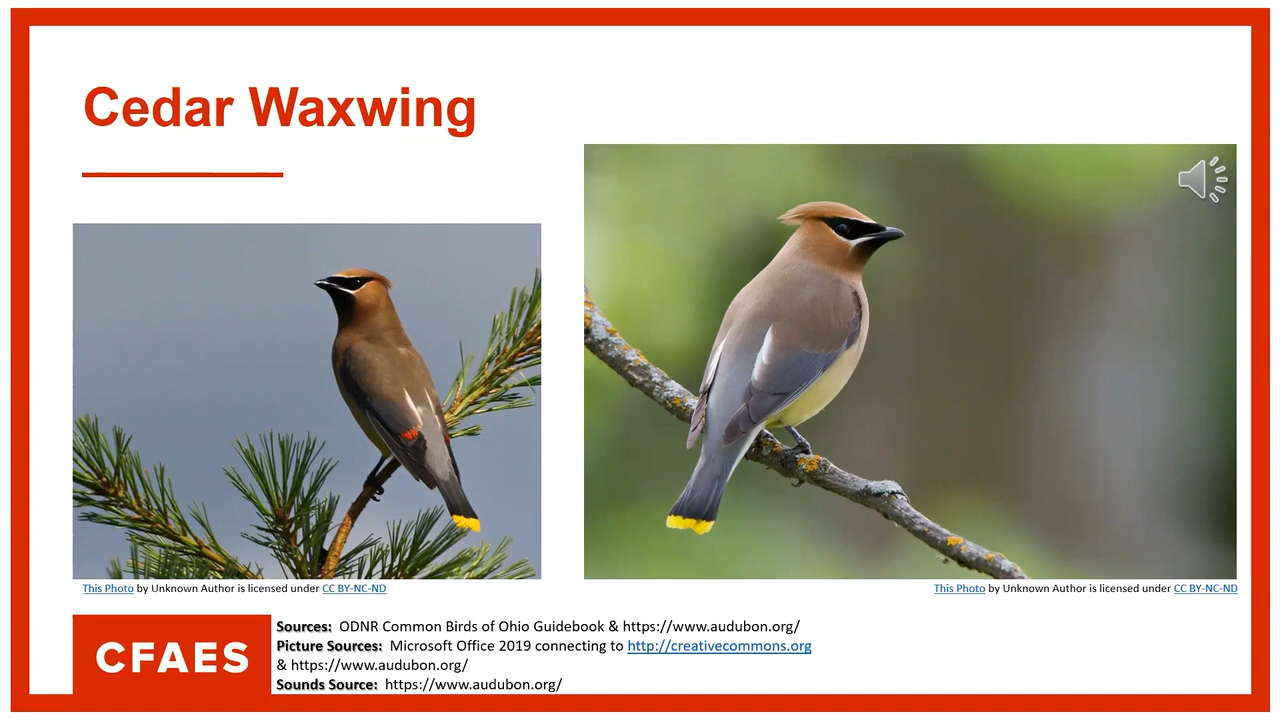 Cedar Waxwing
This Photo by Unknown Author is licensed under CC BY-NC-ND
This Photo by Unknown Author is licensed under CC BY-NC-ND
CFAES
Sources: ODNR Common Birds of Ohio Guidebook & https://www.audubon.org/
Picture Sources: Microsoft Office 2019 connecting to http://creativecommons.org
& https://www.audubon.org/
Sounds Source: https://www.audubon.org/